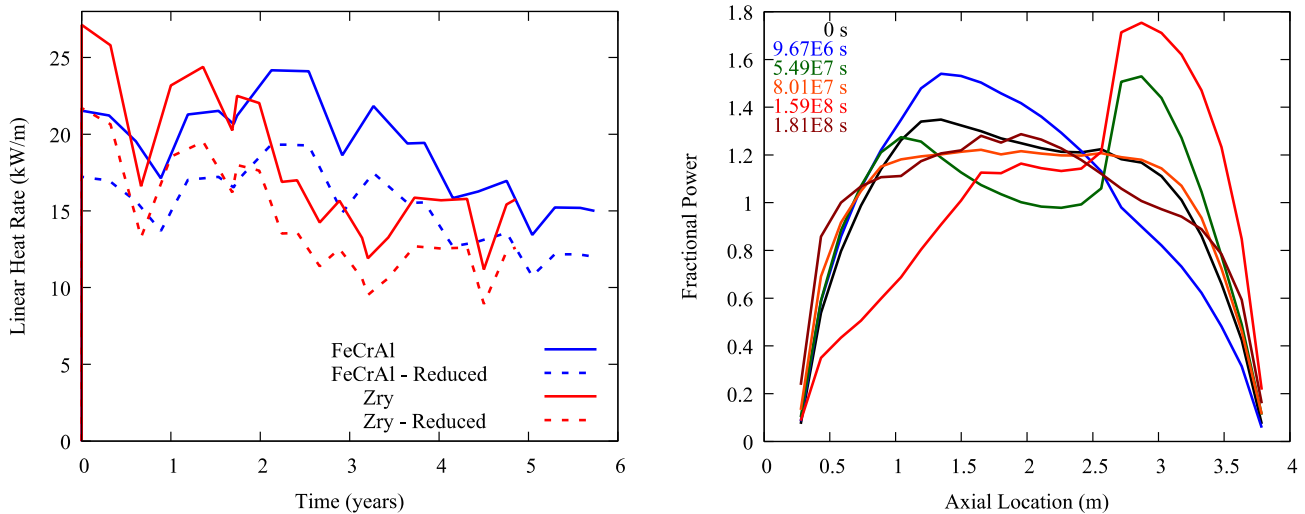 Linear Heat Rate (kW/m)
25
20
15
10
5
0
0 1 2 3 4 5 6
Time (years)
FeCrAl
FeCrAl - Reduced
Zry
Zry - Reduced
Fractional Power
1.8
1.6
1.4
1.2
1.0
0.8
0.6
0.4
0.2
0
0 0.5 1 1.5 2 2.5 3 3.5 4
Axial Location (m)
0 s
9.67E6 s
5.49E7 s
8.01E7 s
1.59E8 s
1.81E8 s